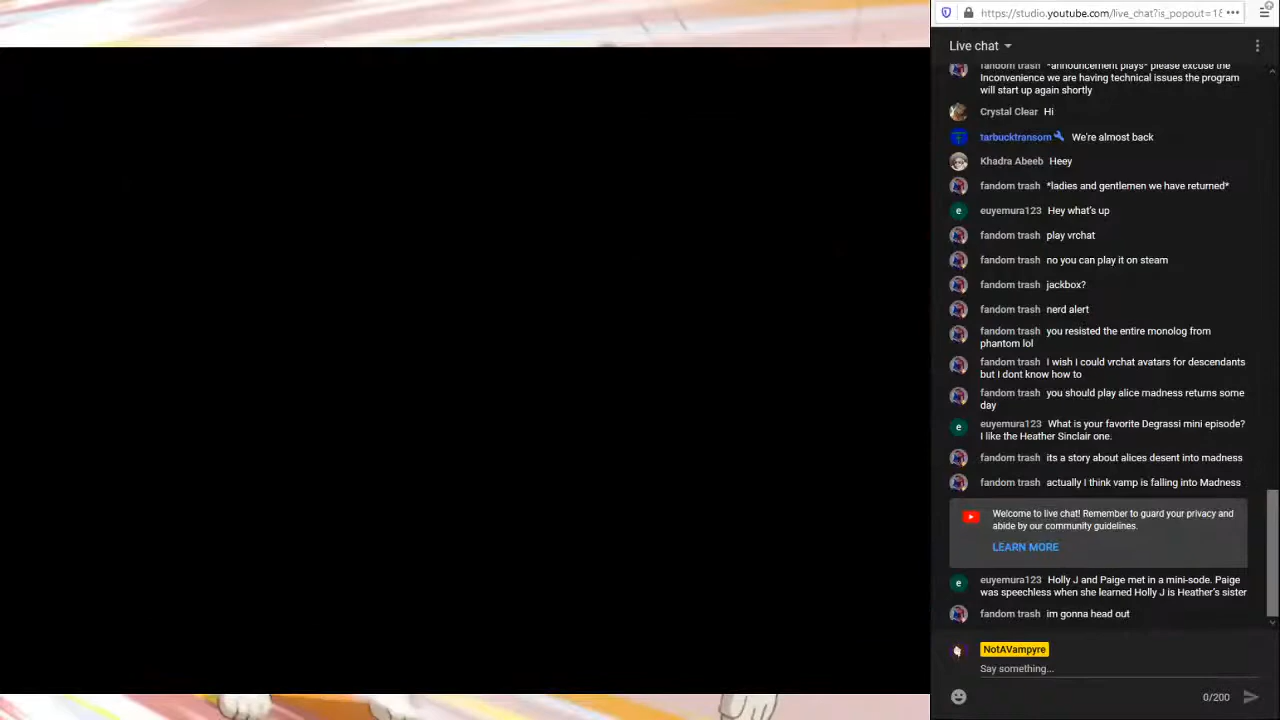 https://studio.youtube.com/live_chat?is_popout=1&
Live chat
fandom trash *announcement plays* please excuse the
Inconvenience we are having technical issues the program
will start up again shortly
Crystal Clear Hi
tarbucktransom We're almost back
Khadra Abeeb Heey
fandom trash *ladies and gentlemen we have returned*
e euyemura123 Hey what's up
fandom trash play vrchat
fandom trash no you can play it on steam
fandom trash jackbox?
fandom trash nerd alert
fandom trash you resisted the entire monolog from
phantom lol
fandom trash I wish I could vrchat avatars for descendants
but I dont know how to
fandom trash you should play alice madness returns some
day
e euyemura123 What is your favorite Degrassi mini episode?
I like the Heather Sinclair one.
fandom trash its a story about alices desent into madness
fandom trash actually I think vamp is falling into Madness
Welcome to live chat! Remember to guard your privacy and
abide by our community guidelines.
LEARN MORE
e euyemura123 Holly J and Paige met in a mini-sode. Paige
was speechless when she learned Holly J is Heather's sister
fandom trash im gonna head out
NotAVampyre
Say something...
0/200